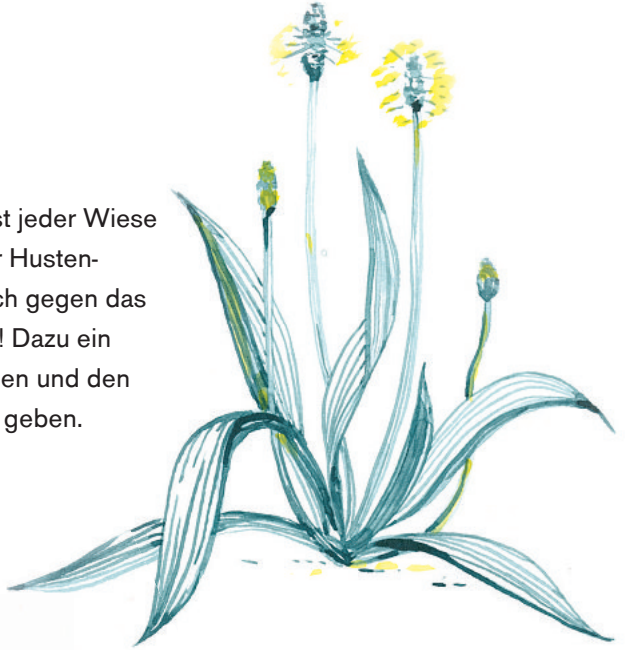 st jeder Wiese
r Husten-
ch gegen das
! Dazu ein
en und den
geben.